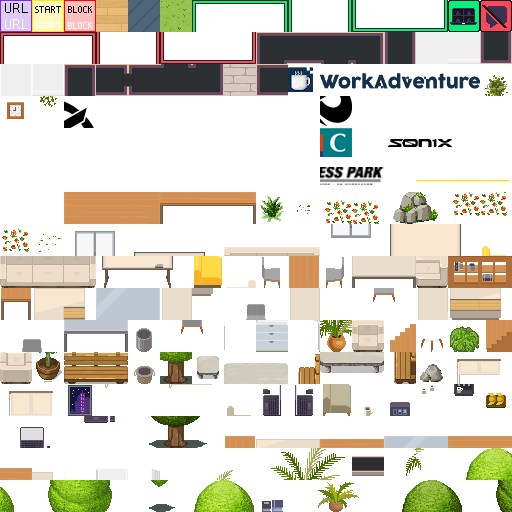 URL START BLOCK
URL START BLOCK
WorkAdventure
C
SONIX
ESS PARK